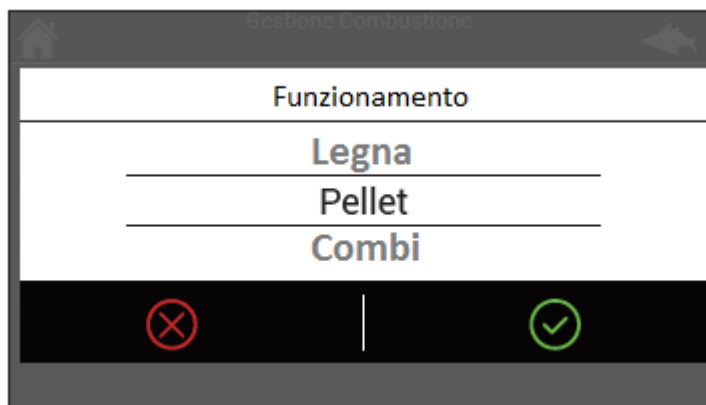 Gestione Combustione
Funzionamento
Legna
Pellet
Combi